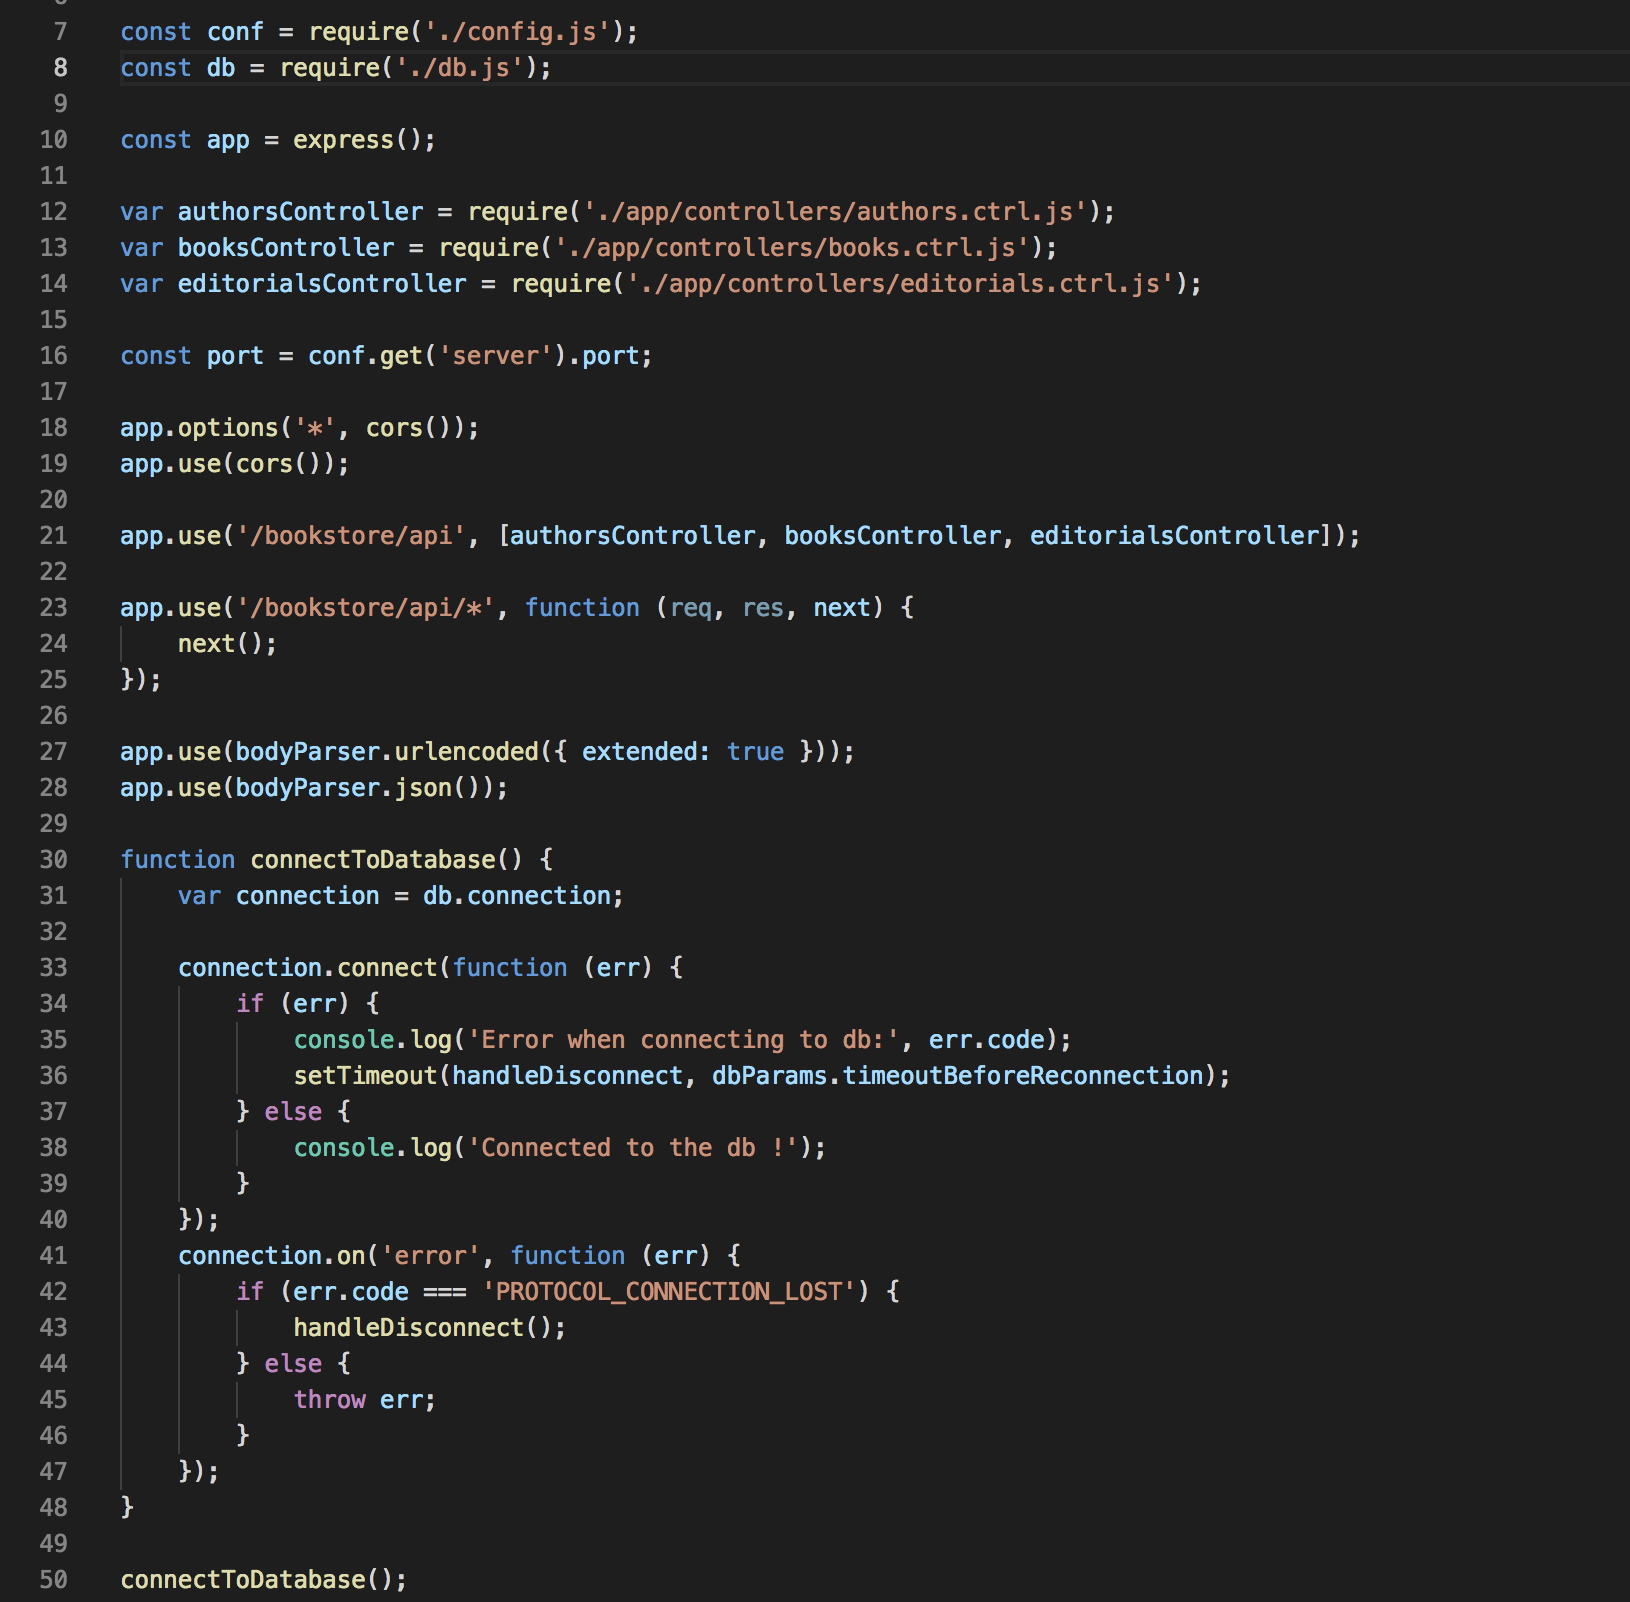 7 const conf = require('./config.js');
8 const db = require('./db.js');
9
10 const app = express();
11
12 var authorsController = require('./app/controllers/authors.ctrl.js');
13 var booksController = require('./app/controllers/books.ctrl.js');
14 var editorialsController = require('./app/controllers/editorials.ctrl.js');
15
16 const port = conf.get('server').port;
17
18 app.options('*', cors());
19 app.use(cors());
20
21 app.use('/bookstore/api', [authorsController, booksController, editorialsController]);
22
23 app.use('/bookstore/api/*', function (req, res, next) {
24     next();
25 });
26
27 app.use(bodyParser.urlencoded({ extended: true }));
28 app.use(bodyParser.json());
29
30 function connectToDatabase() {
31     var connection = db.connection;
32
33     connection.connect(function (err) {
34         if (err) {
35             console.log('Error when connecting to db:', err.code);
36             setTimeout(handleDisconnect, dbParams.timeoutBeforeReconnection);
37         } else {
38             console.log('Connected to the db !');
39         }
40     });
41     connection.on('error', function (err) {
42         if (err.code === 'PROTOCOL_CONNECTION_LOST') {
43             handleDisconnect();
44         } else {
45             throw err;
46         }
47     });
48 }
49
50 connectToDatabase();